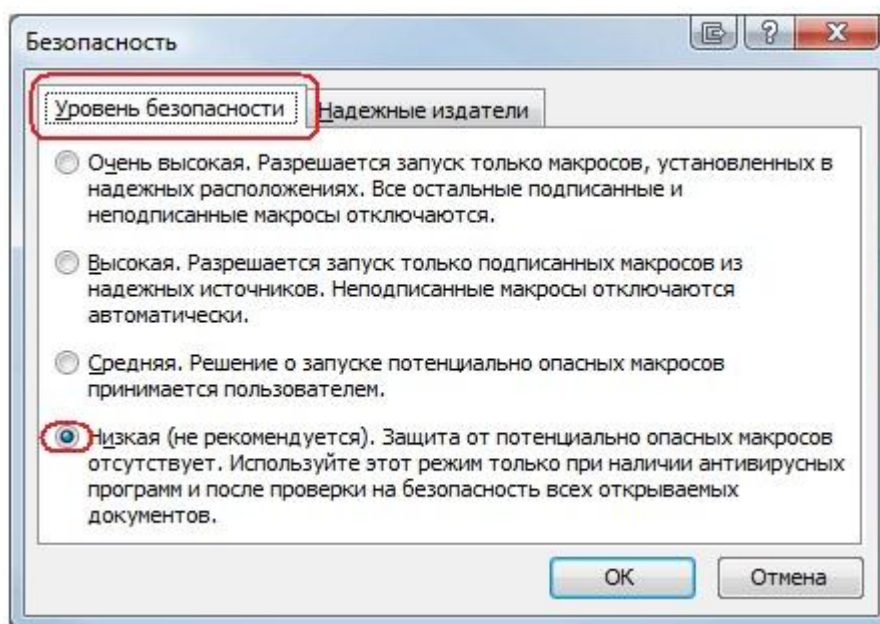 Безопасность
Уровень безопасности
Надежные издатели
Очень высокая. Разрешается запуск только макросов, установленных в
надежных расположениях. Все остальные подписанные и
неподписанные макросы отключаются.
Высокая. Разрешается запуск только подписанных макросов из
надежных источников. Неподписанные макросы отключаются
автоматически.
Средняя. Решение о запуске потенциально опасных макросов
принимается пользователем.
Низкая (не рекомендуется). Защита от потенциально опасных макросов
отсутствует. Используйте этот режим только при наличии антивирусных
программ и после проверки на безопасность всех открываемых
документов.
ОК
Отмена